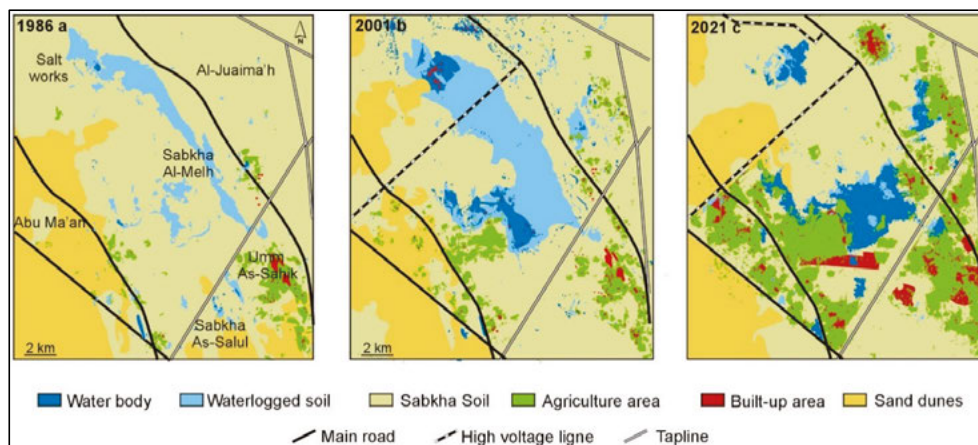 1986 a
N
Salt
works
Al-Juaima'h
Sabkha
Al-Melh
Abu Ma'an
Umm
As-Sahik
Sabkha
As-Salul
2 km
2001 b
2 km
2021 c
2 km
Water body
Waterlogged soil
Sabkha Soil
Agriculture area
Built-up area
Sand dunes
Main road
High voltage ligne
Tapline